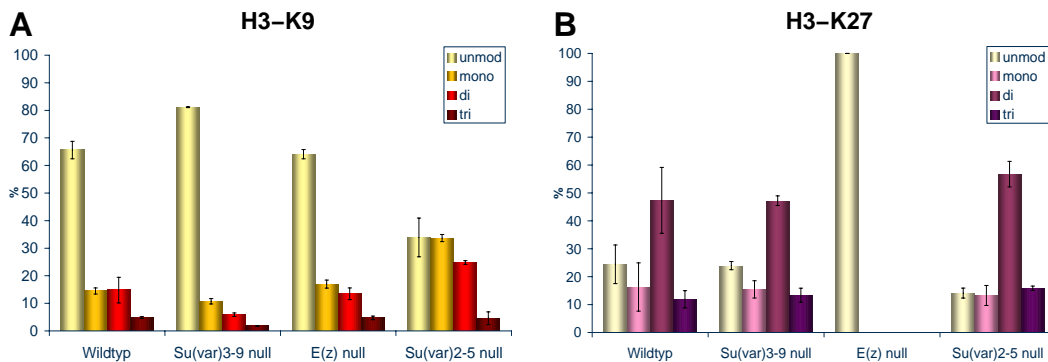 A
H3–K9
100
90
80
70
60
50
40
30
20
10
0
%
unmod
mono
di
tri
Wildtyp
Su(var)3-9 null
E(z) null
Su(var)2-5 null
B
H3–K27
100
90
80
70
60
50
40
30
20
10
0
%
unmod
mono
di
tri
Wildtyp
Su(var)3-9 null
E(z) null
Su(var)2-5 null